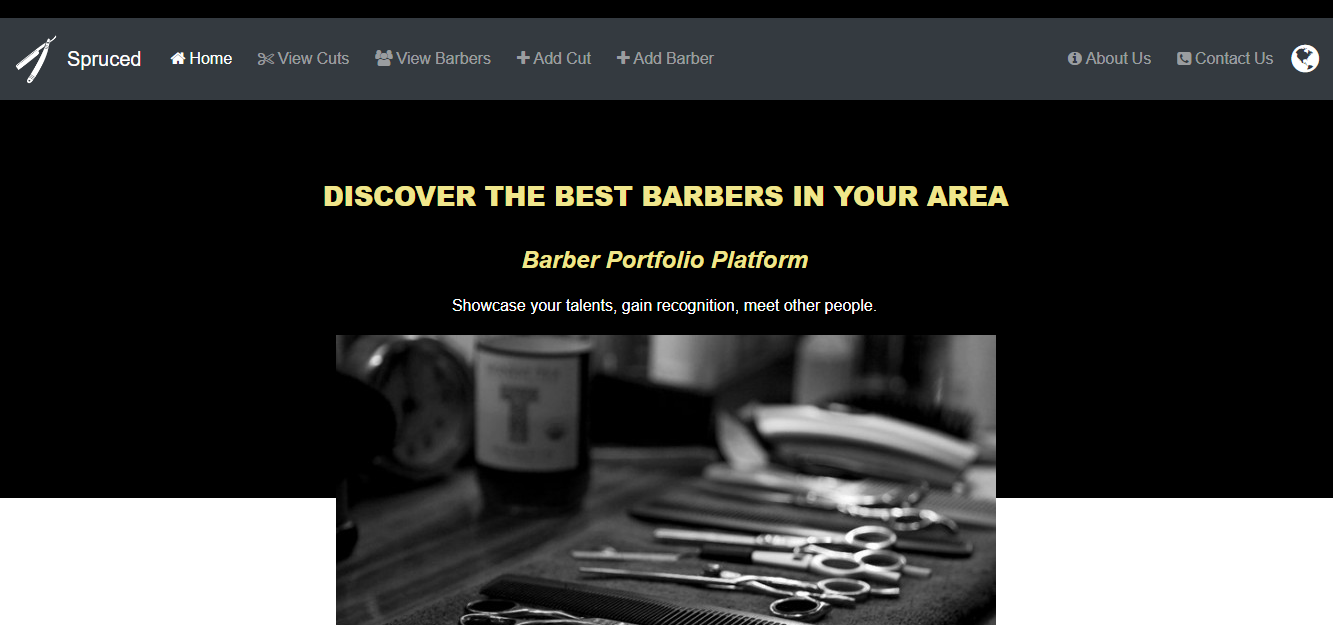 Spruced Home View Cuts View Barbers Add Cut Add Barber About Us Contact Us
DISCOVER THE BEST BARBERS IN YOUR AREA
Barber Portfolio Platform
Showcase your talents, gain recognition, meet other people.
T